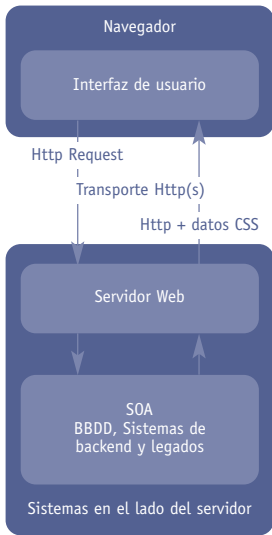 Navegador
Interfaz de usuario
Http Request
Transporte Http(s)
Http + datos CSS
Servidor Web
SOA
BBDD, Sistemas de
backend y legados
Sistemas en el lado del servidor